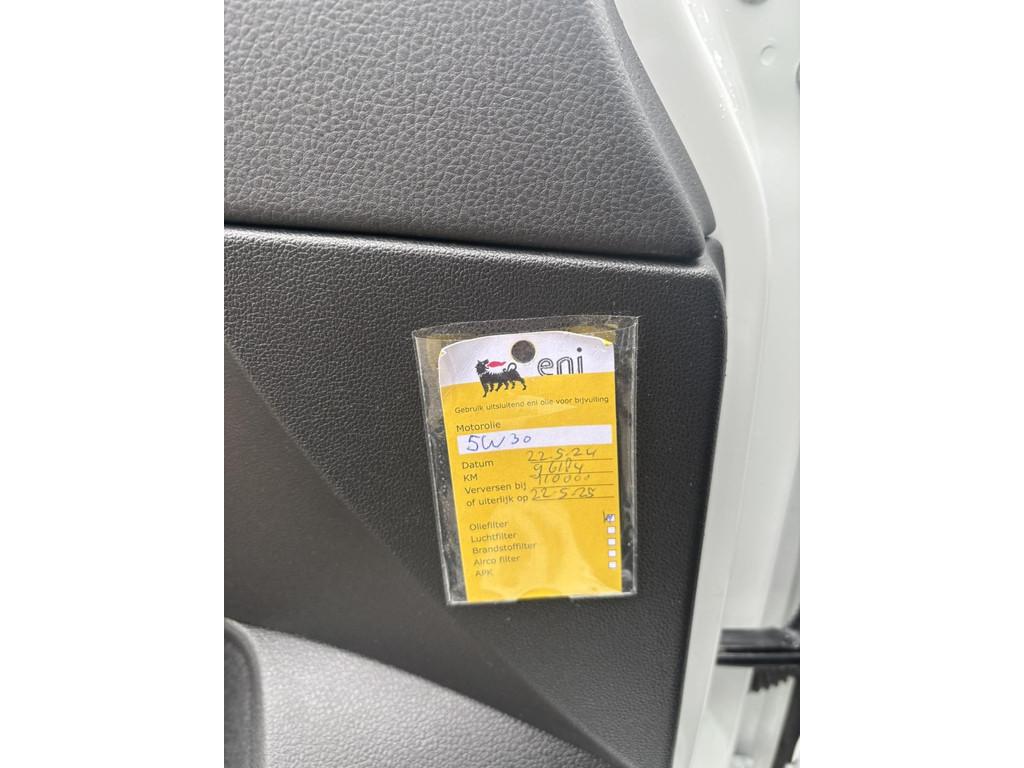 eni
Gebruik uitsluitend eni olie voor bijvulling
Motorolie
5W30
Datum 22.5.24
KM 96184
Verversen bij 110000
of uiterlijk op 22-5-25
Oliefilter
Luchtfilter
Brandstoffilter
Airco filter
APK